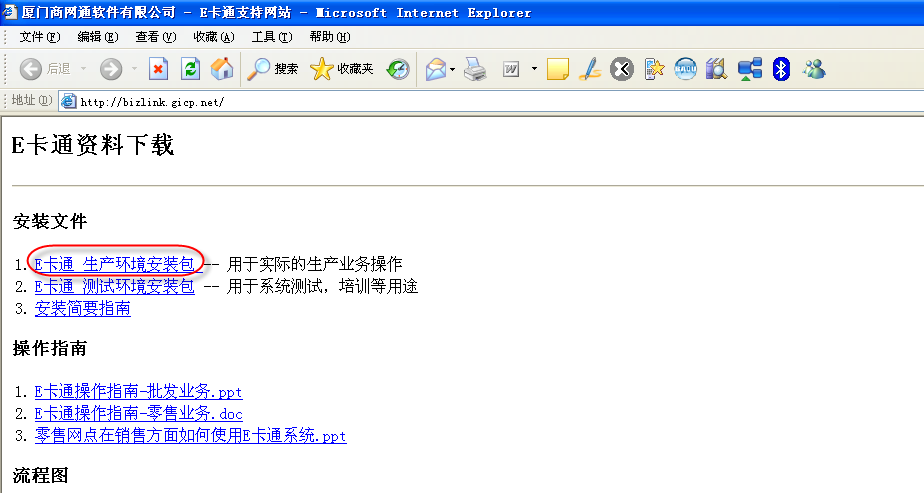 厦门商网通软件有限公司 - E卡通支持网站 - Microsoft Internet Explorer
文件(F) 编辑(E) 查看(V) 收藏(A) 工具(T) 帮助(H)
后退 搜索 收藏夹
地址(D) http://bizlink.gicp.net/
E卡通资料下载
安装文件
1. E卡通 生产环境安装包 -- 用于实际的生产业务操作
2. E卡通 测试环境安装包 -- 用于系统测试，培训等用途
3. 安装简要指南
操作指南
1. E卡通操作指南-批发业务.ppt
2. E卡通操作指南-零售业务.doc
3. 零售网点在销售方面如何使用E卡通系统.ppt
流程图